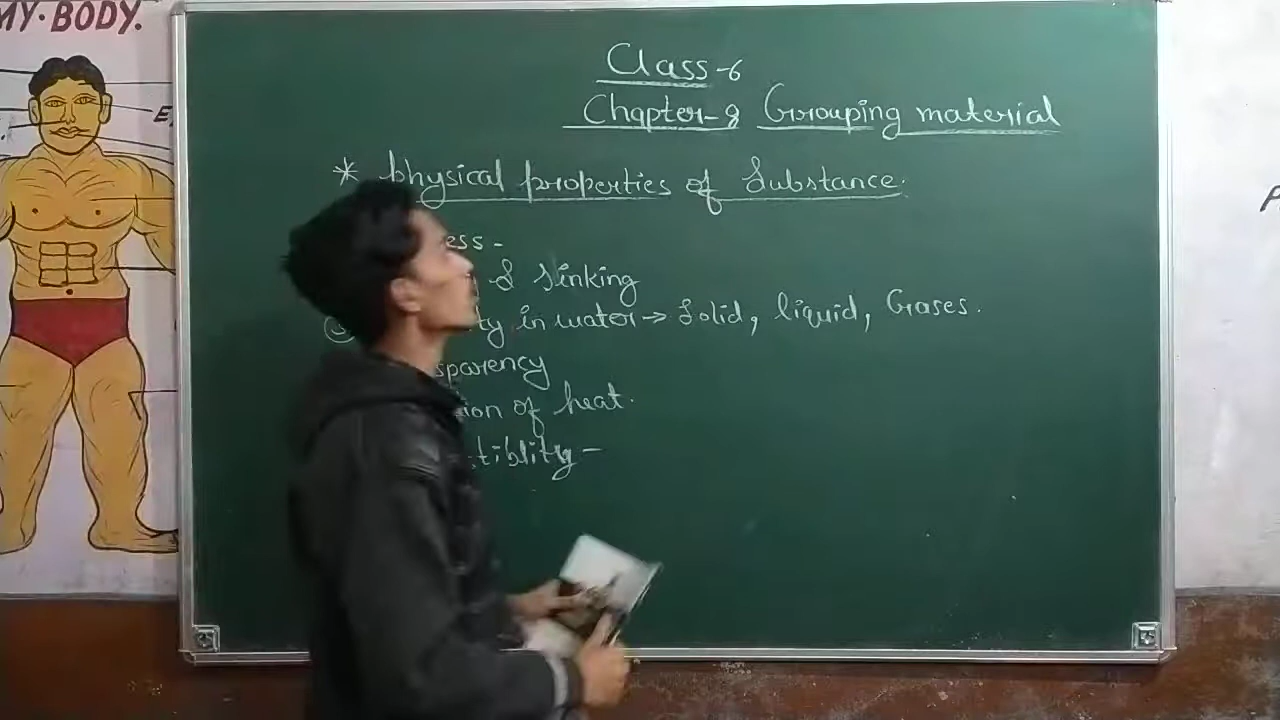 MY·BODY.
Class-6
Chapter-8 Grouping material
* physical properties of Substance.
ess-
& Sinking
ty in water → Solid, liquid, Gases.
sparency
ion of heat.
tiblity-